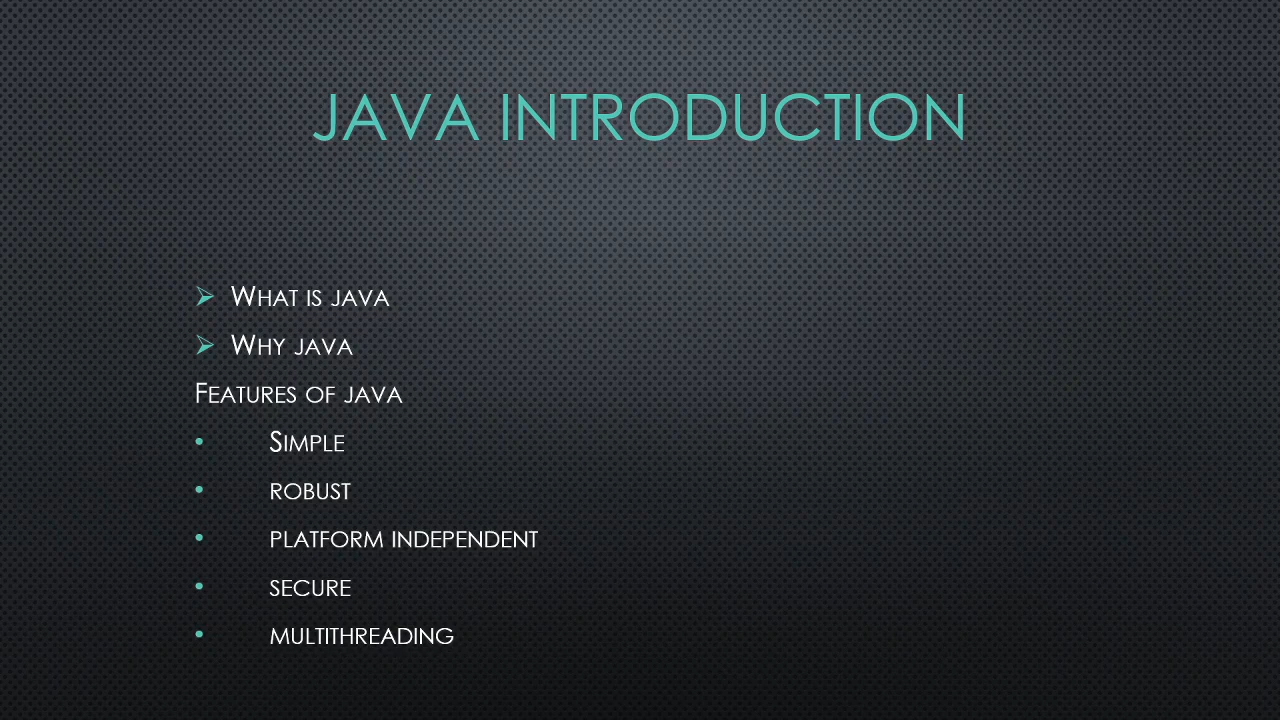 JAVA INTRODUCTION
➢ What is java
➢ Why java
Features of java
• Simple
• robust
• platform independent
• secure
• multithreading